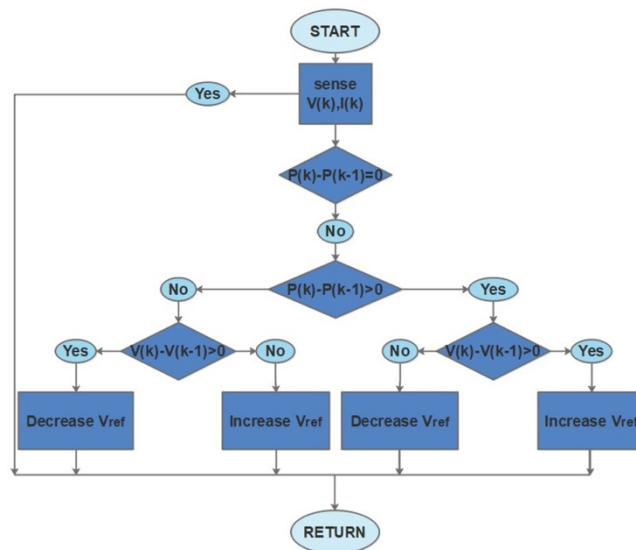 START
sense
V(k),I(k)
Yes
P(k)-P(k-1)=0
No
P(k)-P(k-1)>0
No
Yes
V(k)-V(k-1)>0
Yes
No
V(k)-V(k-1)>0
No
Yes
Decrease Vref
Increase Vref
Decrease Vref
Increase Vref
RETURN